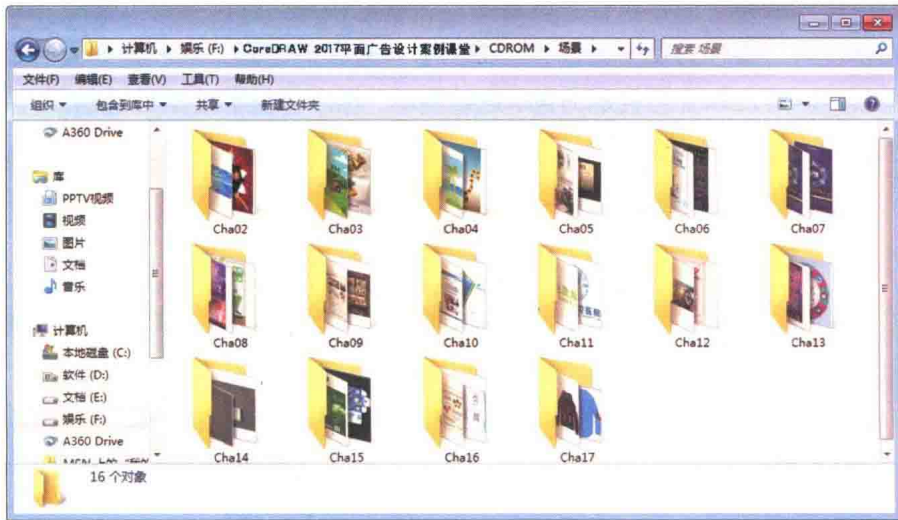 计算机 ▸ 娱乐 (F:) ▸ CoreDRAW 2017平面广告设计案例课堂 ▸ CDROM ▸ 场景 ▸
搜索 场景
文件(F) 编辑(E) 查看(V) 工具(T) 帮助(H)
组织 包含到库中 共享 新建文件夹
A360 Drive
库
PPTV视频
视频
图片
文档
音乐
计算机
本地磁盘 (C:)
软件 (D:)
文档 (E:)
娱乐 (F:)
A360 Drive
Cha02 Cha03 Cha04 Cha05 Cha06 Cha07
Cha08 Cha09 Cha10 Cha11 Cha12 Cha13
Cha14 Cha15 Cha16 Cha17
16 个对象